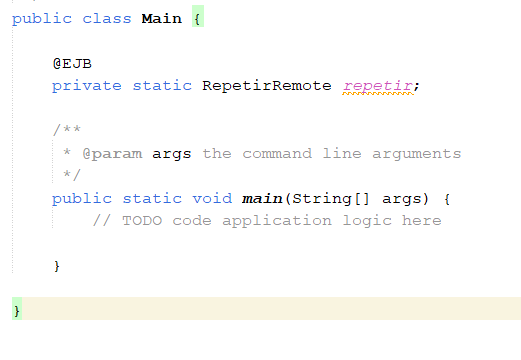 public class Main {
@EJB
private static RepetirRemote repetir;
/**
* @param args the command line arguments
*/
public static void main(String[] args) {
// TODO code application logic here
}
}